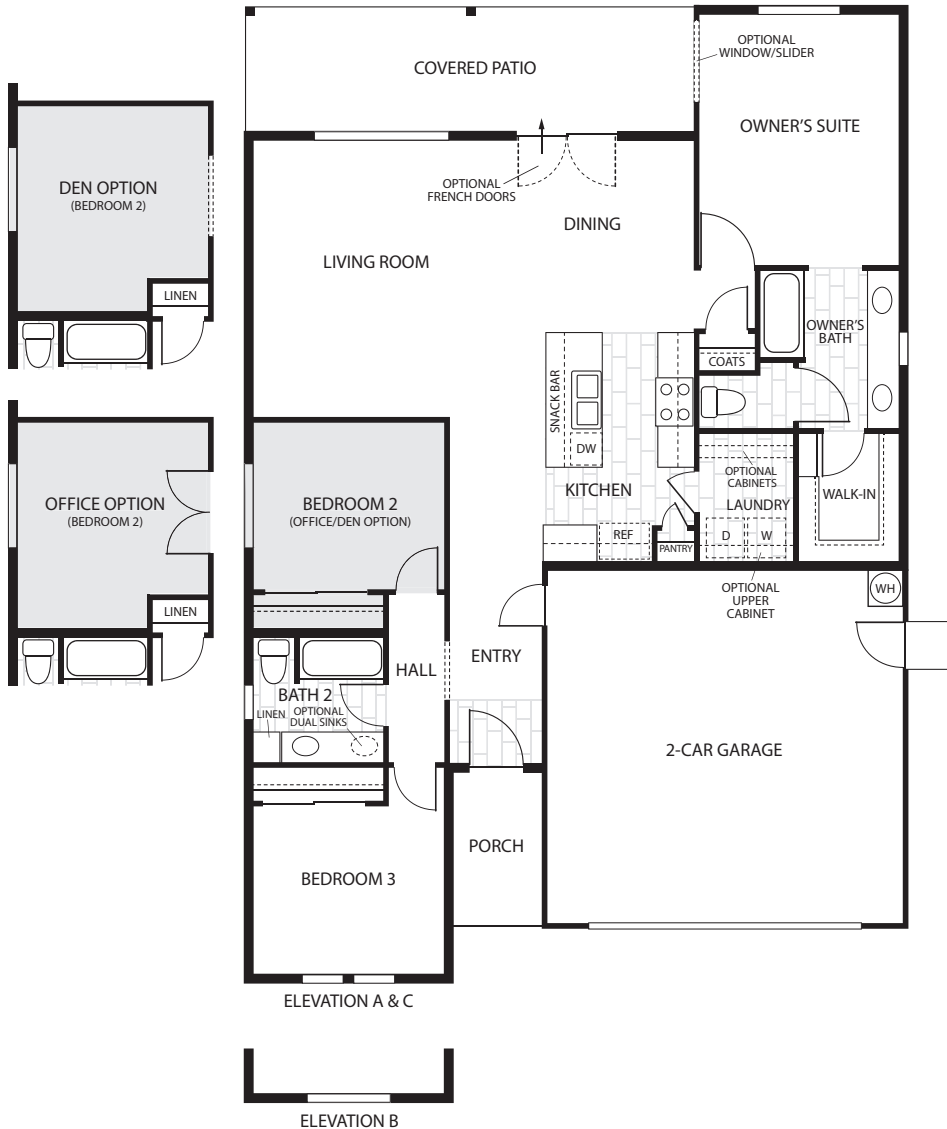 COVERED PATIO
OPTIONAL
WINDOW/SLIDER
OWNER'S SUITE
OPTIONAL
FRENCH DOORS
DINING
LIVING ROOM
DEN OPTION
(BEDROOM 2)
LINEN
OWNER'S
BATH
COATS
SNACK BAR
DW
KITCHEN
REF
PANTRY
OPTIONAL
CABINETS
LAUNDRY
D
W
WALK-IN
OPTIONAL
UPPER
CABINET
WH
OFFICE OPTION
(BEDROOM 2)
LINEN
BEDROOM 2
(OFFICE/DEN OPTION)
HALL
ENTRY
BATH 2
LINEN
OPTIONAL
DUAL SINKS
2-CAR GARAGE
PORCH
BEDROOM 3
ELEVATION A & C
ELEVATION B